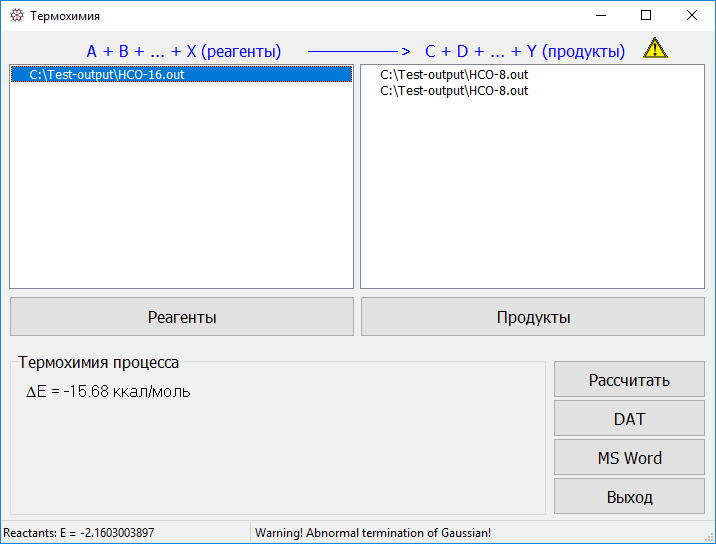 Термохимия
A + B + ... + X (реагенты) > C + D + ... + Y (продукты)
C:\Test-output\HCO-16.out
C:\Test-output\HCO-8.out
C:\Test-output\HCO-8.out
Реагенты
Продукты
Термохимия процесса
ΔE = -15.68 ккал/моль
Рассчитать
DAT
MS Word
Выход
Reactants: E = -2.1603003897
Warning! Abnormal termination of Gaussian!